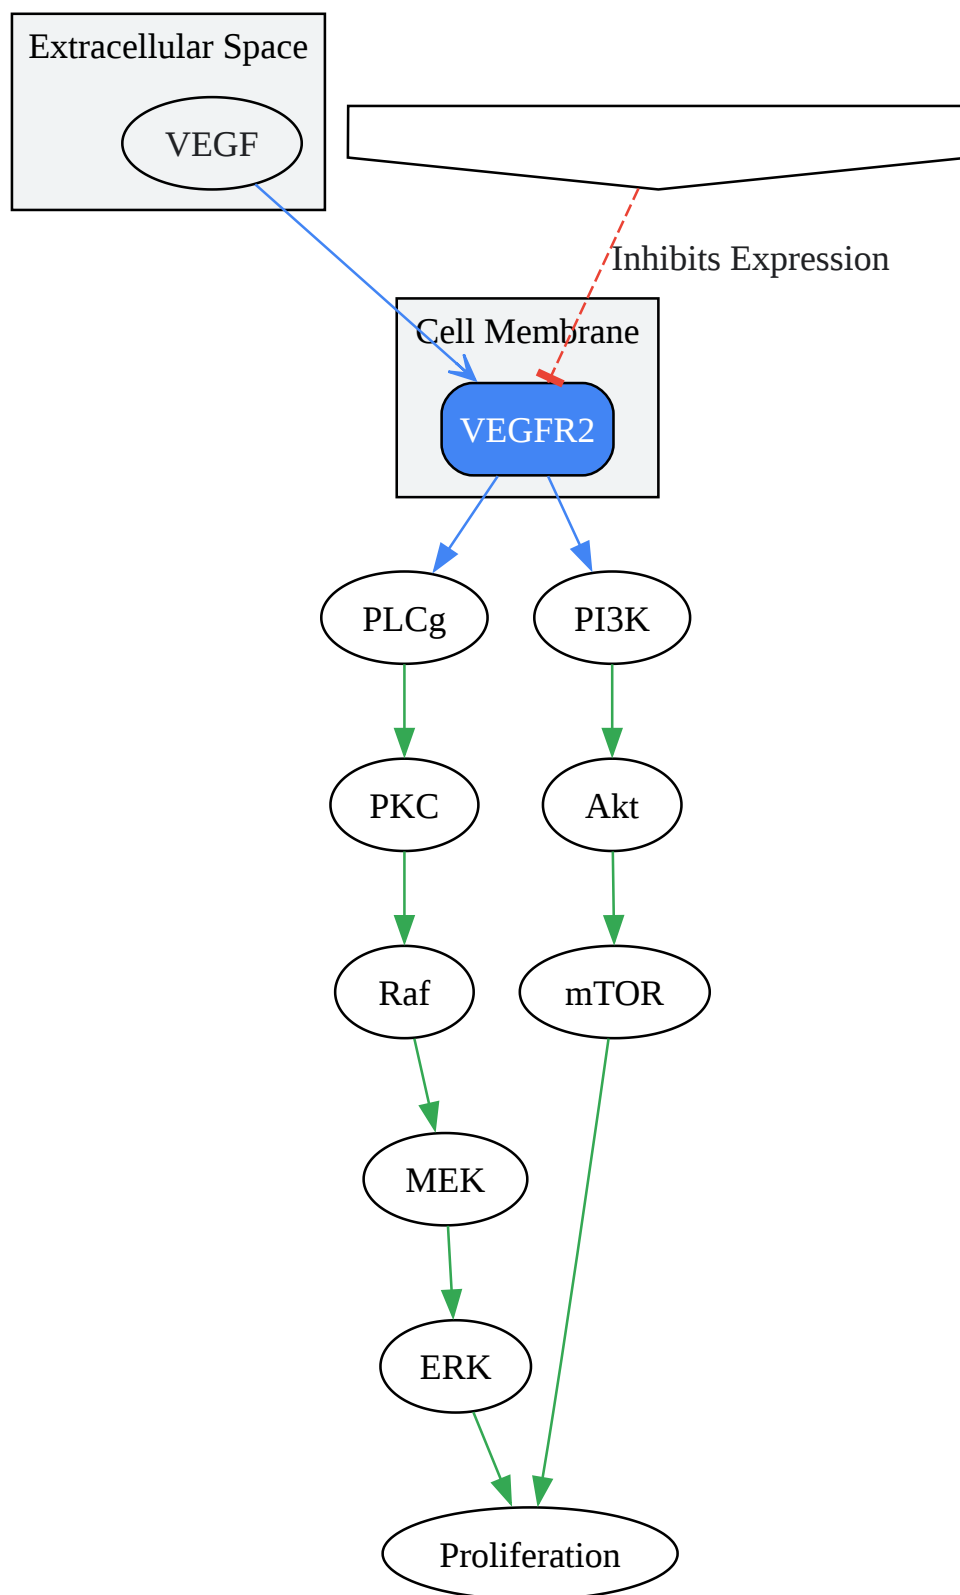 Extracellular Space
VEGF
Inhibits Expression
Cell Membrane
VEGFR2
PLCg
PI3K
PKC
Akt
Raf
mTOR
MEK
ERK
Proliferation